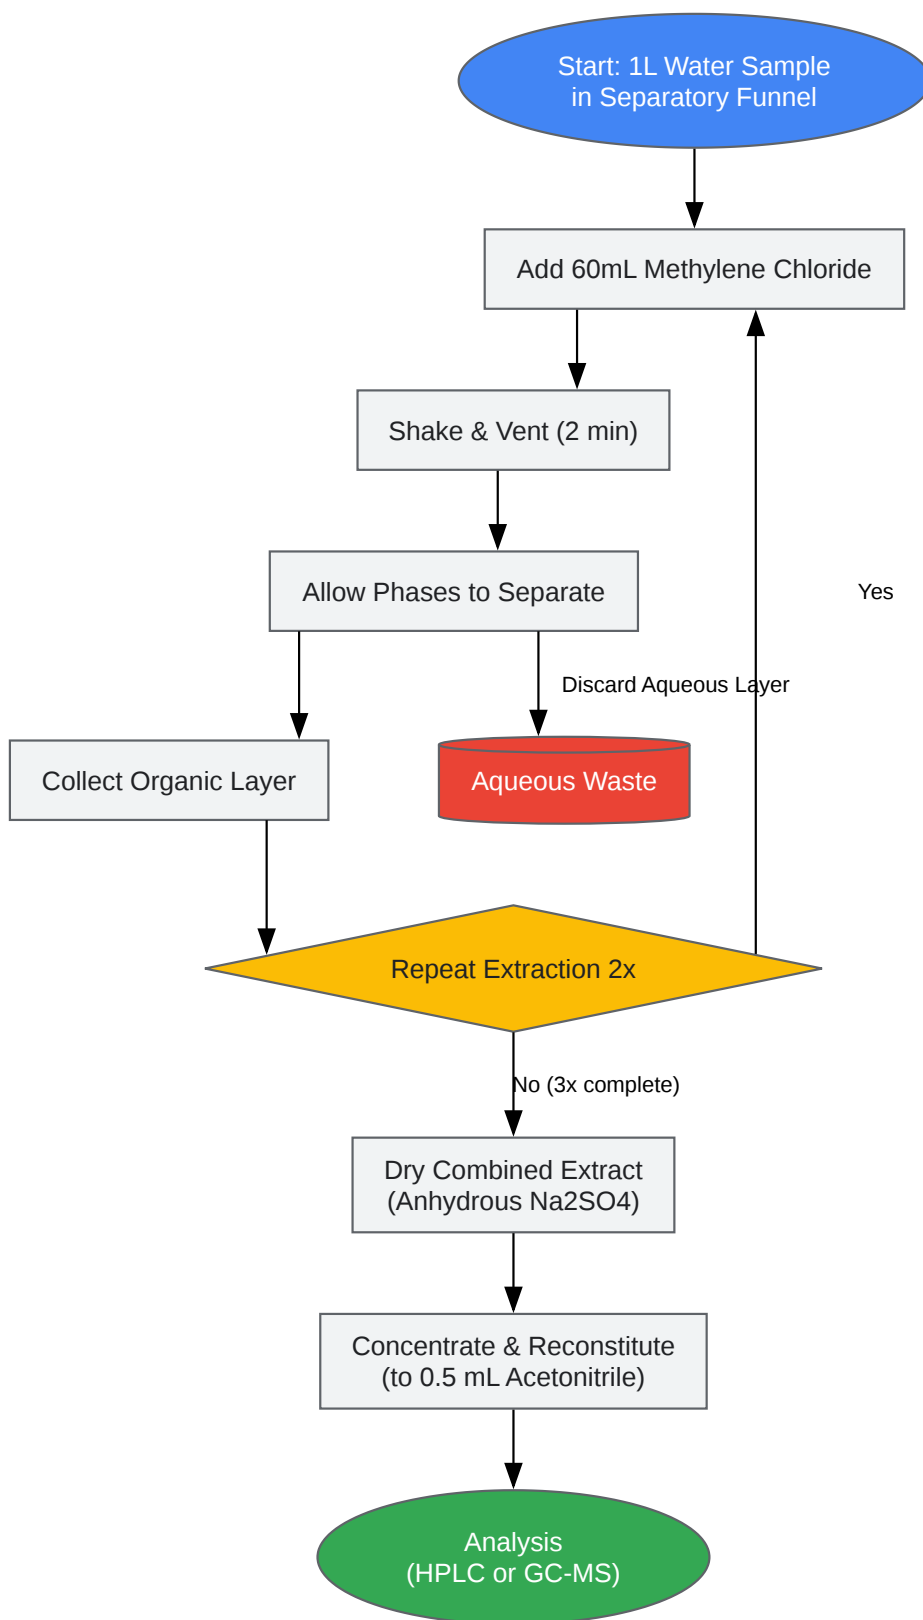 Start: 1L Water Sample
in Separatory Funnel
Add 60mL Methylene Chloride
Shake & Vent (2 min)
Allow Phases to Separate
Yes
Discard Aqueous Layer
Collect Organic Layer
Aqueous Waste
Repeat Extraction 2x
No (3x complete)
Dry Combined Extract
(Anhydrous Na2SO4)
Concentrate & Reconstitute
(to 0.5 mL Acetonitrile)
Analysis
(HPLC or GC-MS)